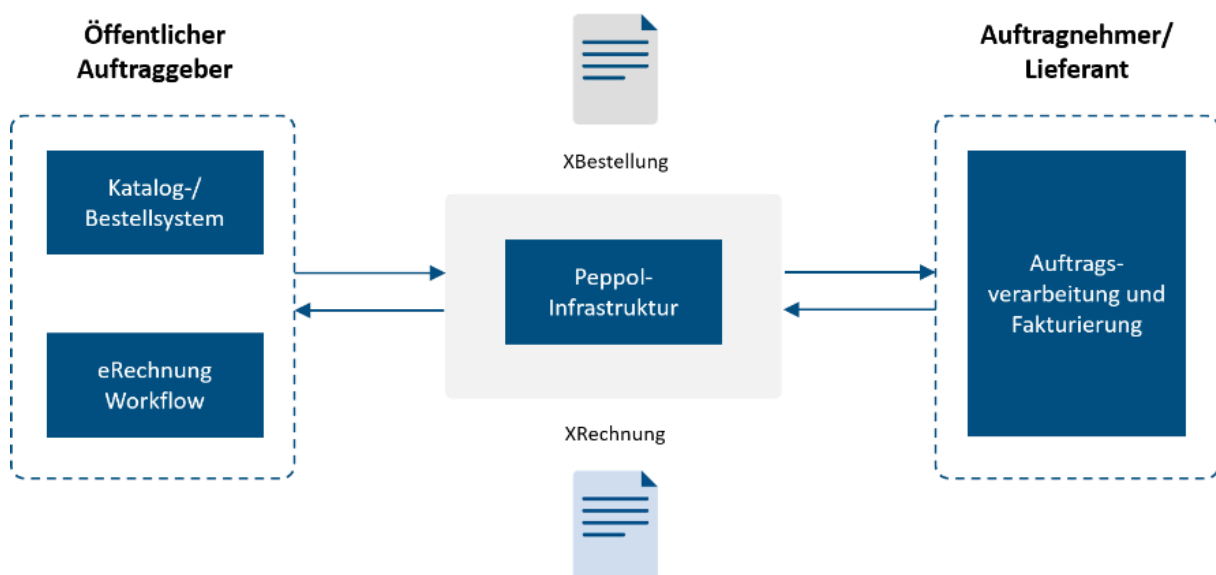 Öffentlicher
Auftraggeber
Katalog-/
Bestellsystem
eRechnung
Workflow
XBestellung
Peppol-
Infrastruktur
XRechnung
Auftragnehmer/
Lieferant
Auftrags-
verarbeitung und
Fakturierung